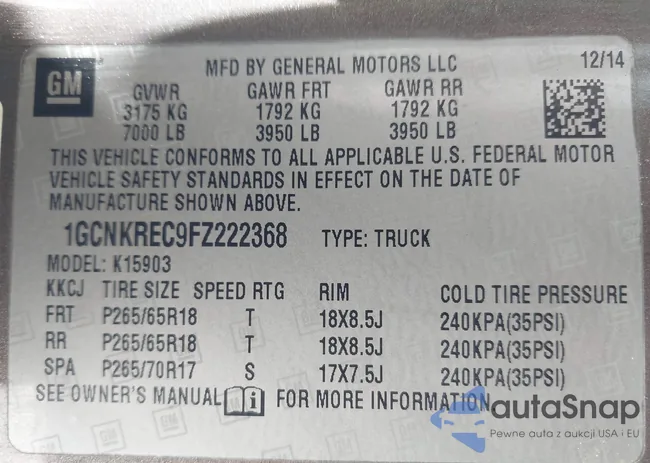 GM
MFD BY GENERAL MOTORS LLC 12/14
GVWR GAWR FRT GAWR RR
3175 KG 1792 KG 1792 KG
7000 LB 3950 LB 3950 LB
THIS VEHICLE CONFORMS TO ALL APPLICABLE U.S. FEDERAL MOTOR
VEHICLE SAFETY STANDARDS IN EFFECT ON THE DATE OF
MANUFACTURE SHOWN ABOVE.
1GCNKREC9FZ222368 TYPE: TRUCK
MODEL: K15903
KKCJ TIRE SIZE SPEED RTG RIM COLD TIRE PRESSURE
FRT P265/65R18 T 18X8.5J 240KPA(35PSI)
RR P265/65R18 T 18X8.5J 240KPA(35PSI)
SPA P265/70R17 S 17X7.5J 240KPA(35PSI)
SEE OWNER'S MANUAL i FOR MORE INFORMATION
AutaSnap
Pewne auta z aukcji USA i EU